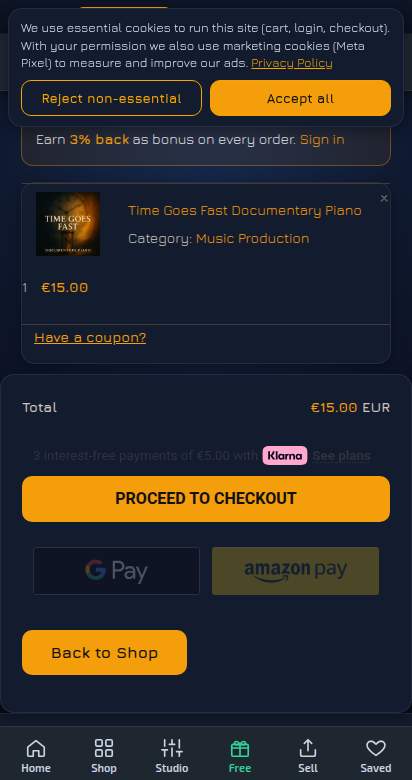 We use essential cookies to run this site (cart, login, checkout).
With your permission we also use marketing cookies (Meta
Pixel) to measure and improve our ads. Privacy Policy
Reject non-essential
Accept all
Earn 3% back as bonus on every order. Sign in
TIME GOES
FAST
Time Goes Fast Documentary Piano
×
Category: Music Production
1 €15.00
Have a coupon?
Total €15.00 EUR
3 interest-free payments of €5.00 with Klarna See plans
PROCEED TO CHECKOUT
G Pay
amazon pay
Back to Shop
Home Shop Studio Free Sell Saved